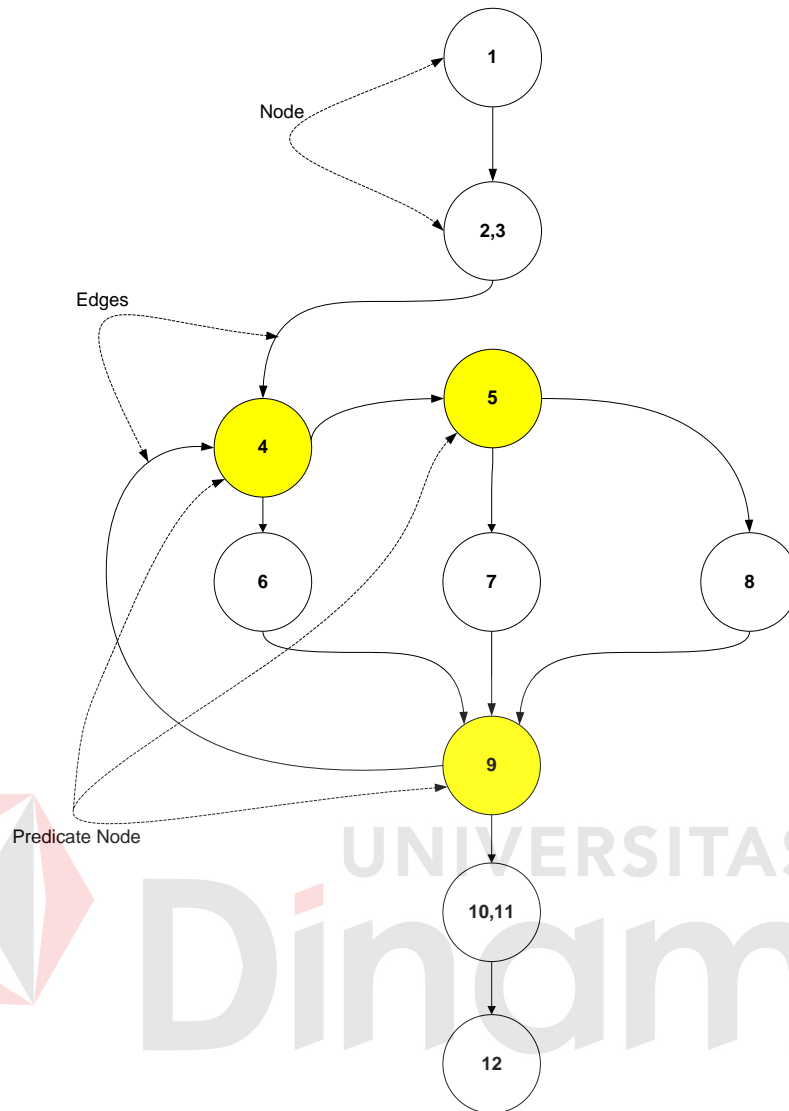 1
Node
2,3
Edges
5
4
6
7
8
9
Predicate Node
UNIVERSITAS
Dinam
10,11
12